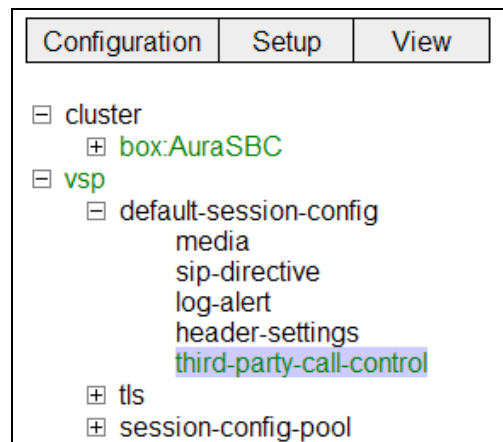 Configuration Setup View
cluster
box:AuraSBC
vsp
default-session-config
media
sip-directive
log-alert
header-settings
third-party-call-control
tls
session-config-pool